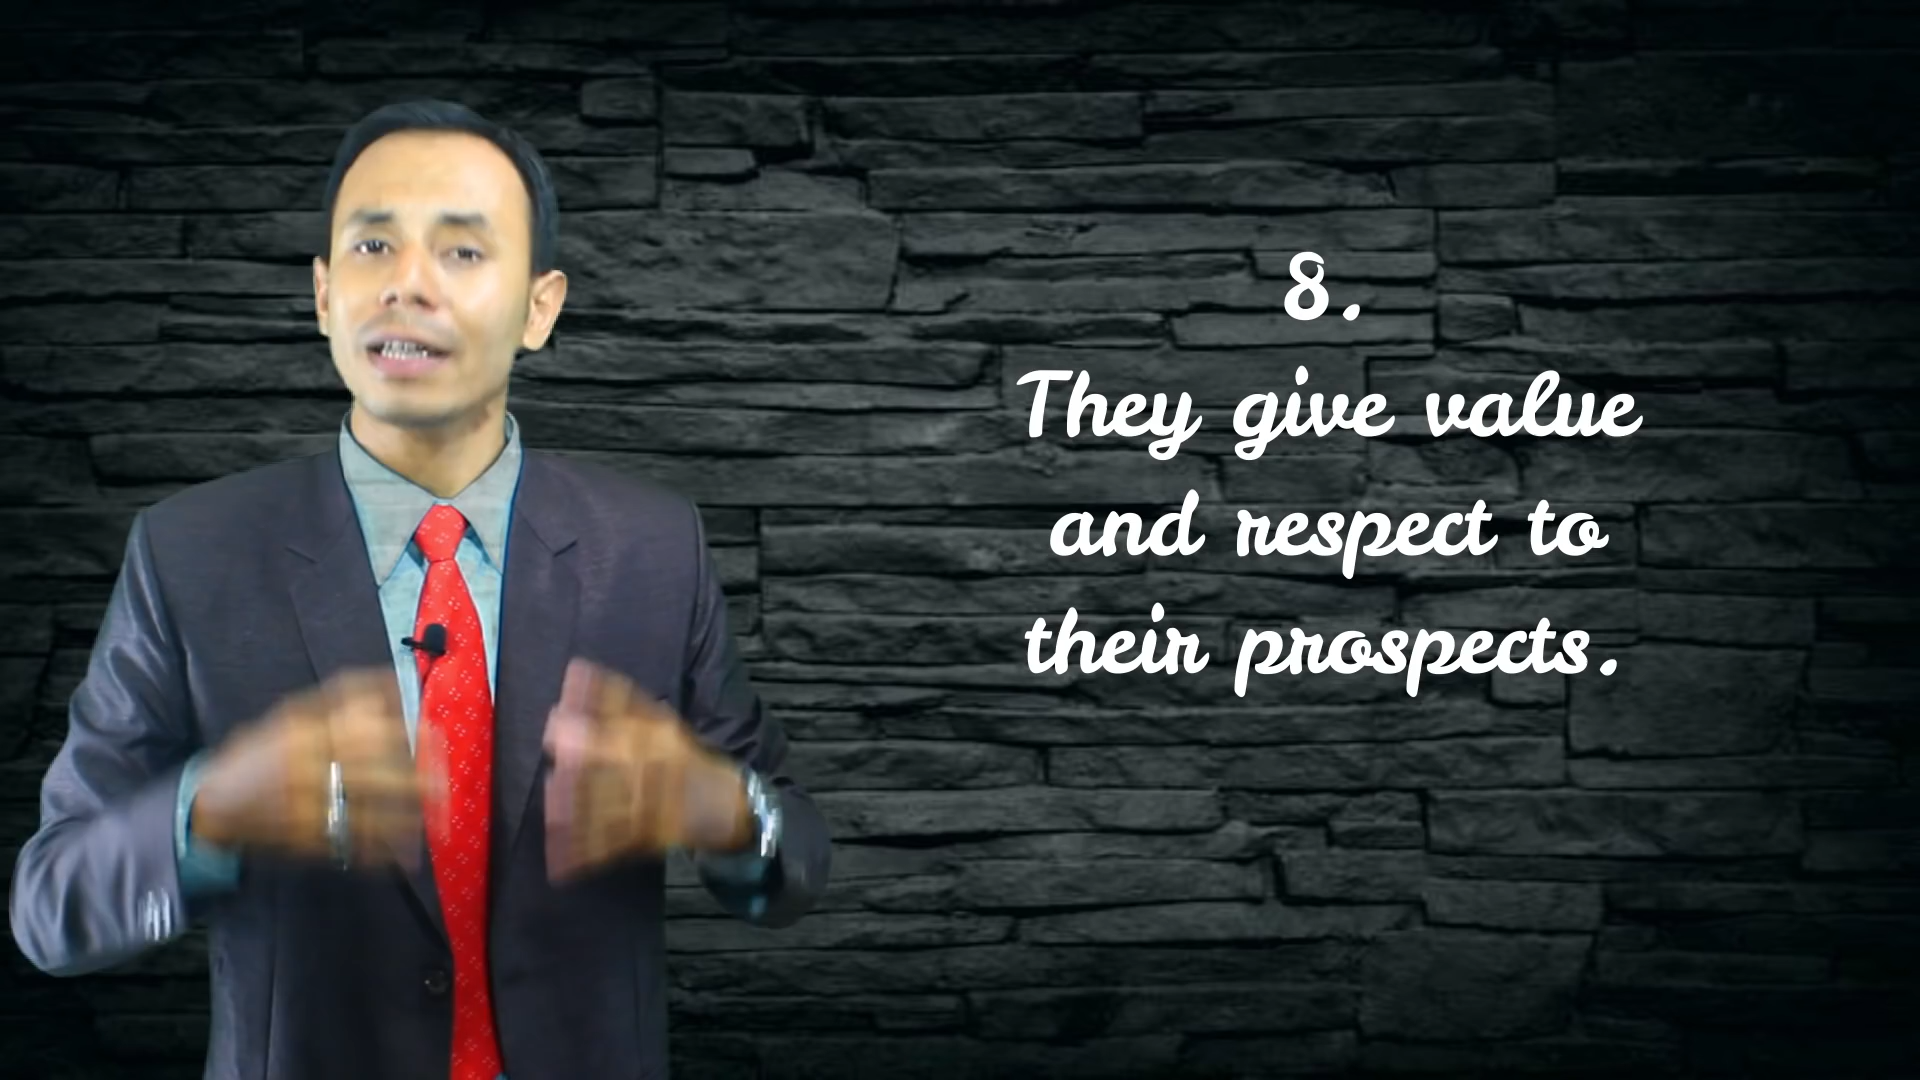 8.
They give value
and respect to
their prospects.